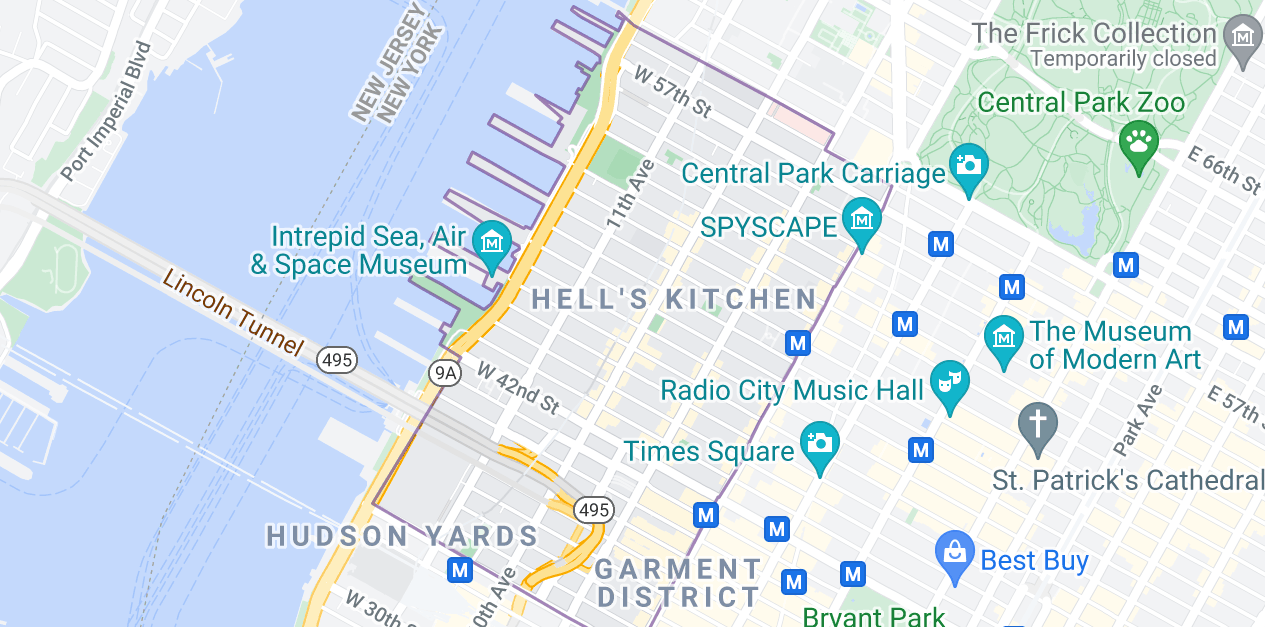 NEW JERSEY
NEW YORK
Port Imperial Blvd
The Frick Collection
Temporarily closed
W 57th St
Central Park Zoo
E 66th St
Central Park Carriage
11th Ave
SPYSCAPE
Intrepid Sea, Air
& Space Museum
M
M
M
Lincoln Tunnel
HELL'S KITCHEN
M
M
M
The Museum
of Modern Art
495
9A
W 42nd St
Radio City Music Hall
Park Ave
E 57th S
Times Square
M
St. Patrick's Cathedral
495
M
M
HUDSON YARDS
M
GARMENT
DISTRICT
M
M
Best Buy
W 30th S
0th Ave
Bryant Park